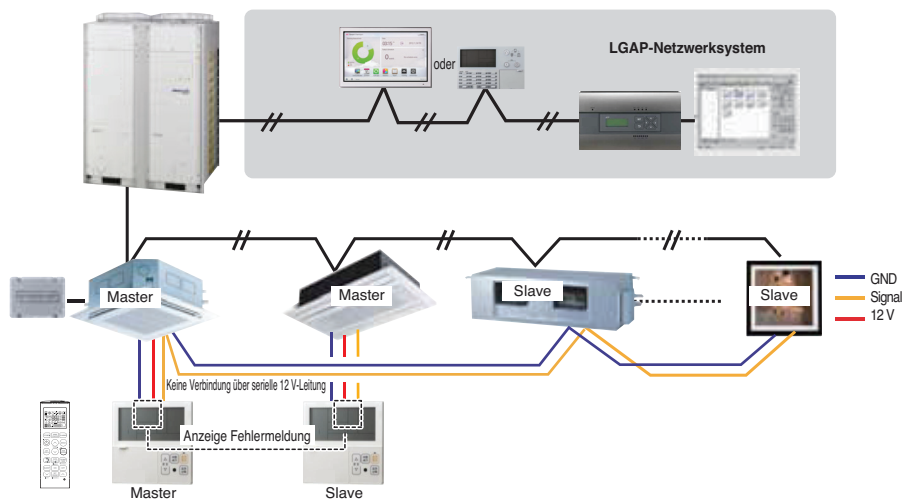 LGAP-Netzwerksystem
oder
Master
Master
Slave
Slave
GND
Signal
12 V
Keine Verbindung über serielle 12 V-Leitung
Anzeige Fehlermeldung
Master
Slave